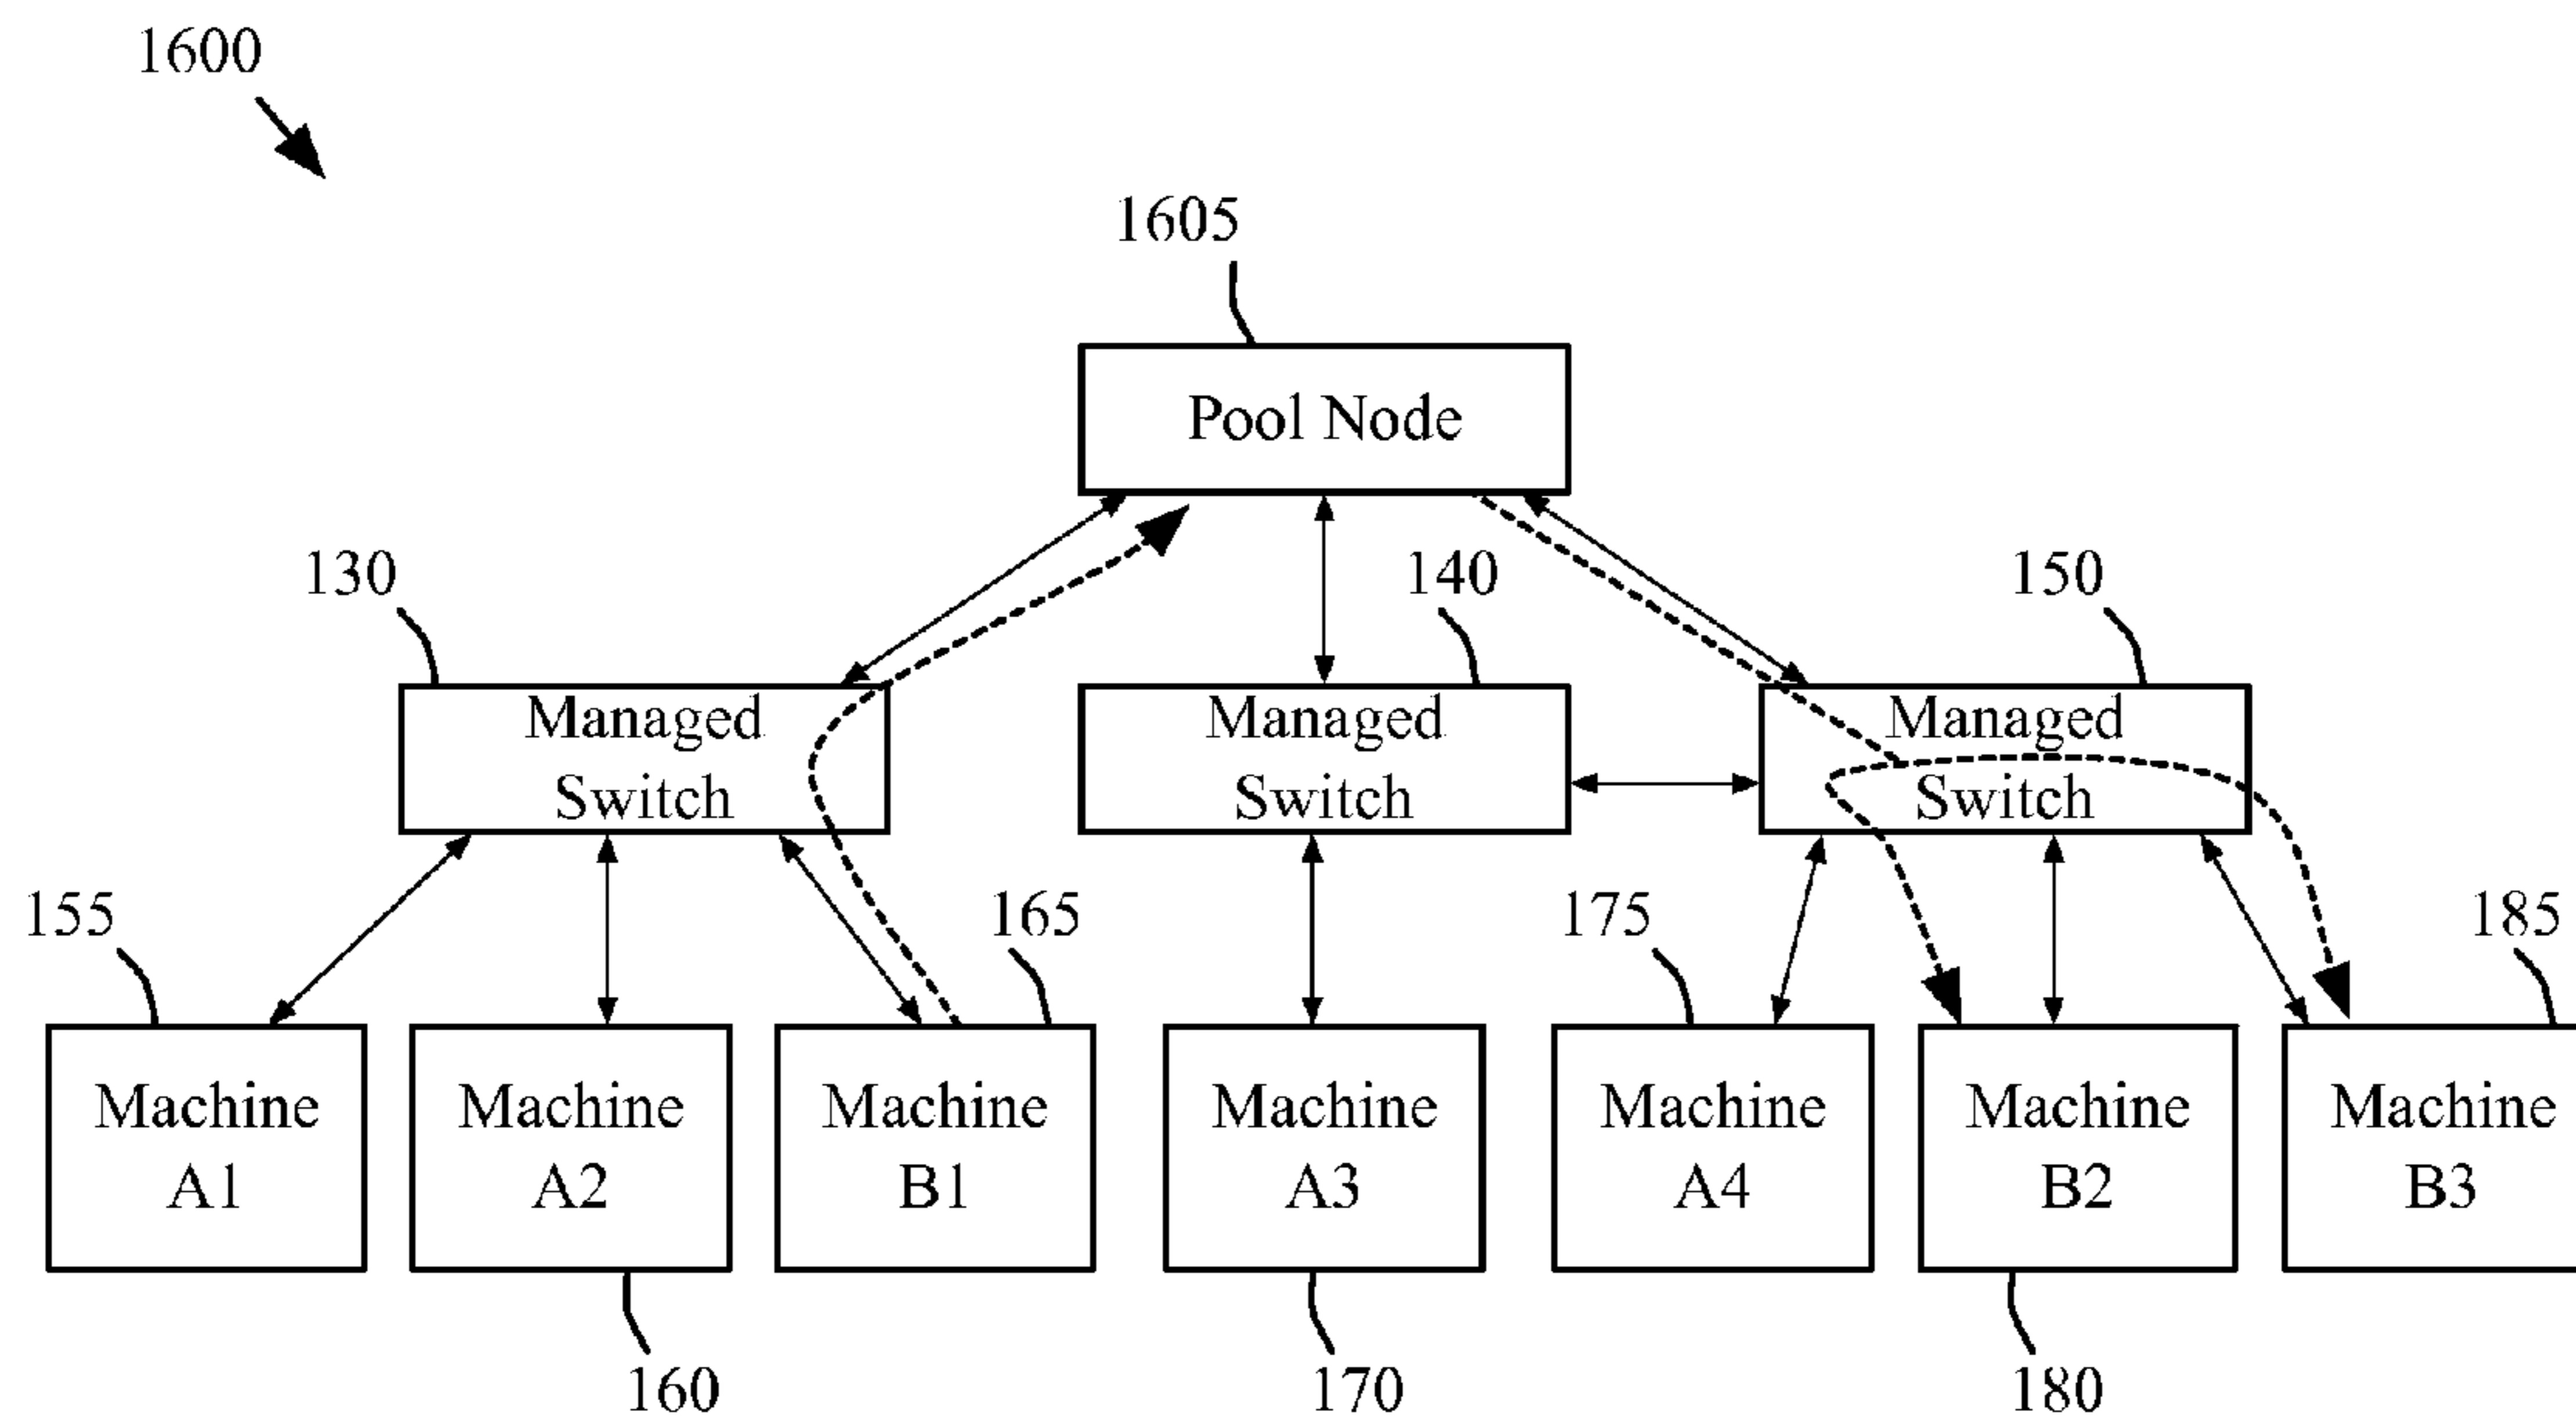 1600
1605
Pool Node
130
140
150
Managed
Switch
Managed
Switch
Managed
Switch
155
165
175
185
Machine
A1
Machine
A2
Machine
B1
Machine
A3
Machine
A4
Machine
B2
Machine
B3
160
170
180